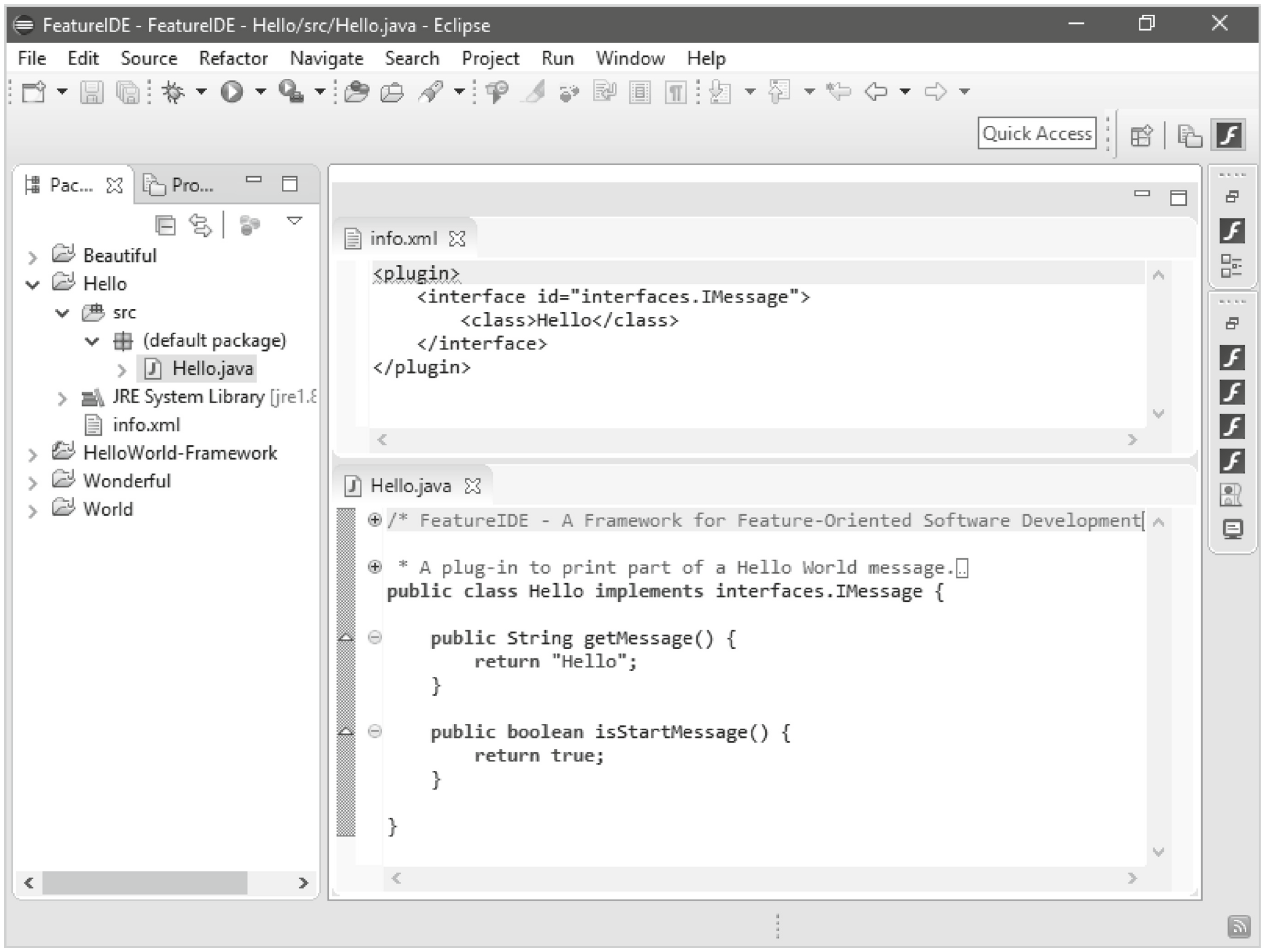 FeatureIDE - FeatureIDE - Hello/src/Hello.java - Eclipse
File Edit Source Refactor Navigate Search Project Run Window Help
Quick Access
Pac... Pro...
Beautiful
Hello
src
(default package)
Hello.java
JRE System Library [jre1.8
info.xml
HelloWorld-Framework
Wonderful
World
info.xml
<plugin>
    <interface id="interfaces.IMessage">
        <class>Hello</class>
    </interface>
</plugin>
Hello.java
/* FeatureIDE - A Framework for Feature-Oriented Software Development
 * A plug-in to print part of a Hello World message...
public class Hello implements interfaces.IMessage {
    public String getMessage() {
        return "Hello";
    }
    public boolean isStartMessage() {
        return true;
    }
}